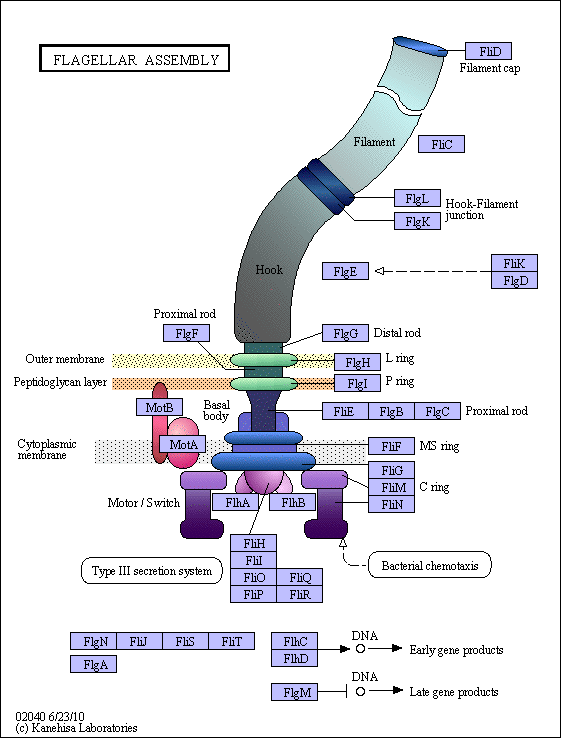 FLAGELLAR ASSEMBLY
FliD
Filament cap
Filament
FliC
FlgL
FlgK
Hook-Filament
junction
Hook
FlgE
FliK
FlgD
Proximal rod
FlgF
FlgG
Distal rod
Outer membrane
FlgH
L ring
Peptidoglycan layer
FlgI
P ring
MotB
Basal
body
FliE
FlgB
FlgC
Proximal rod
Cytoplasmic
membrane
MotA
FliF
MS ring
FliG
FliM
FliN
C ring
Motor / Switch
FlhA
FlhB
FliH
FliI
FliO
FliQ
FliP
FliR
Type III secretion system
Bacterial chemotaxis
FlgN
FliJ
FliS
FliT
FlgA
FlhC
FlhD
DNA
Early gene products
FlgM
DNA
Late gene products
02040 6/23/10
(c) Kanehisa Laboratories